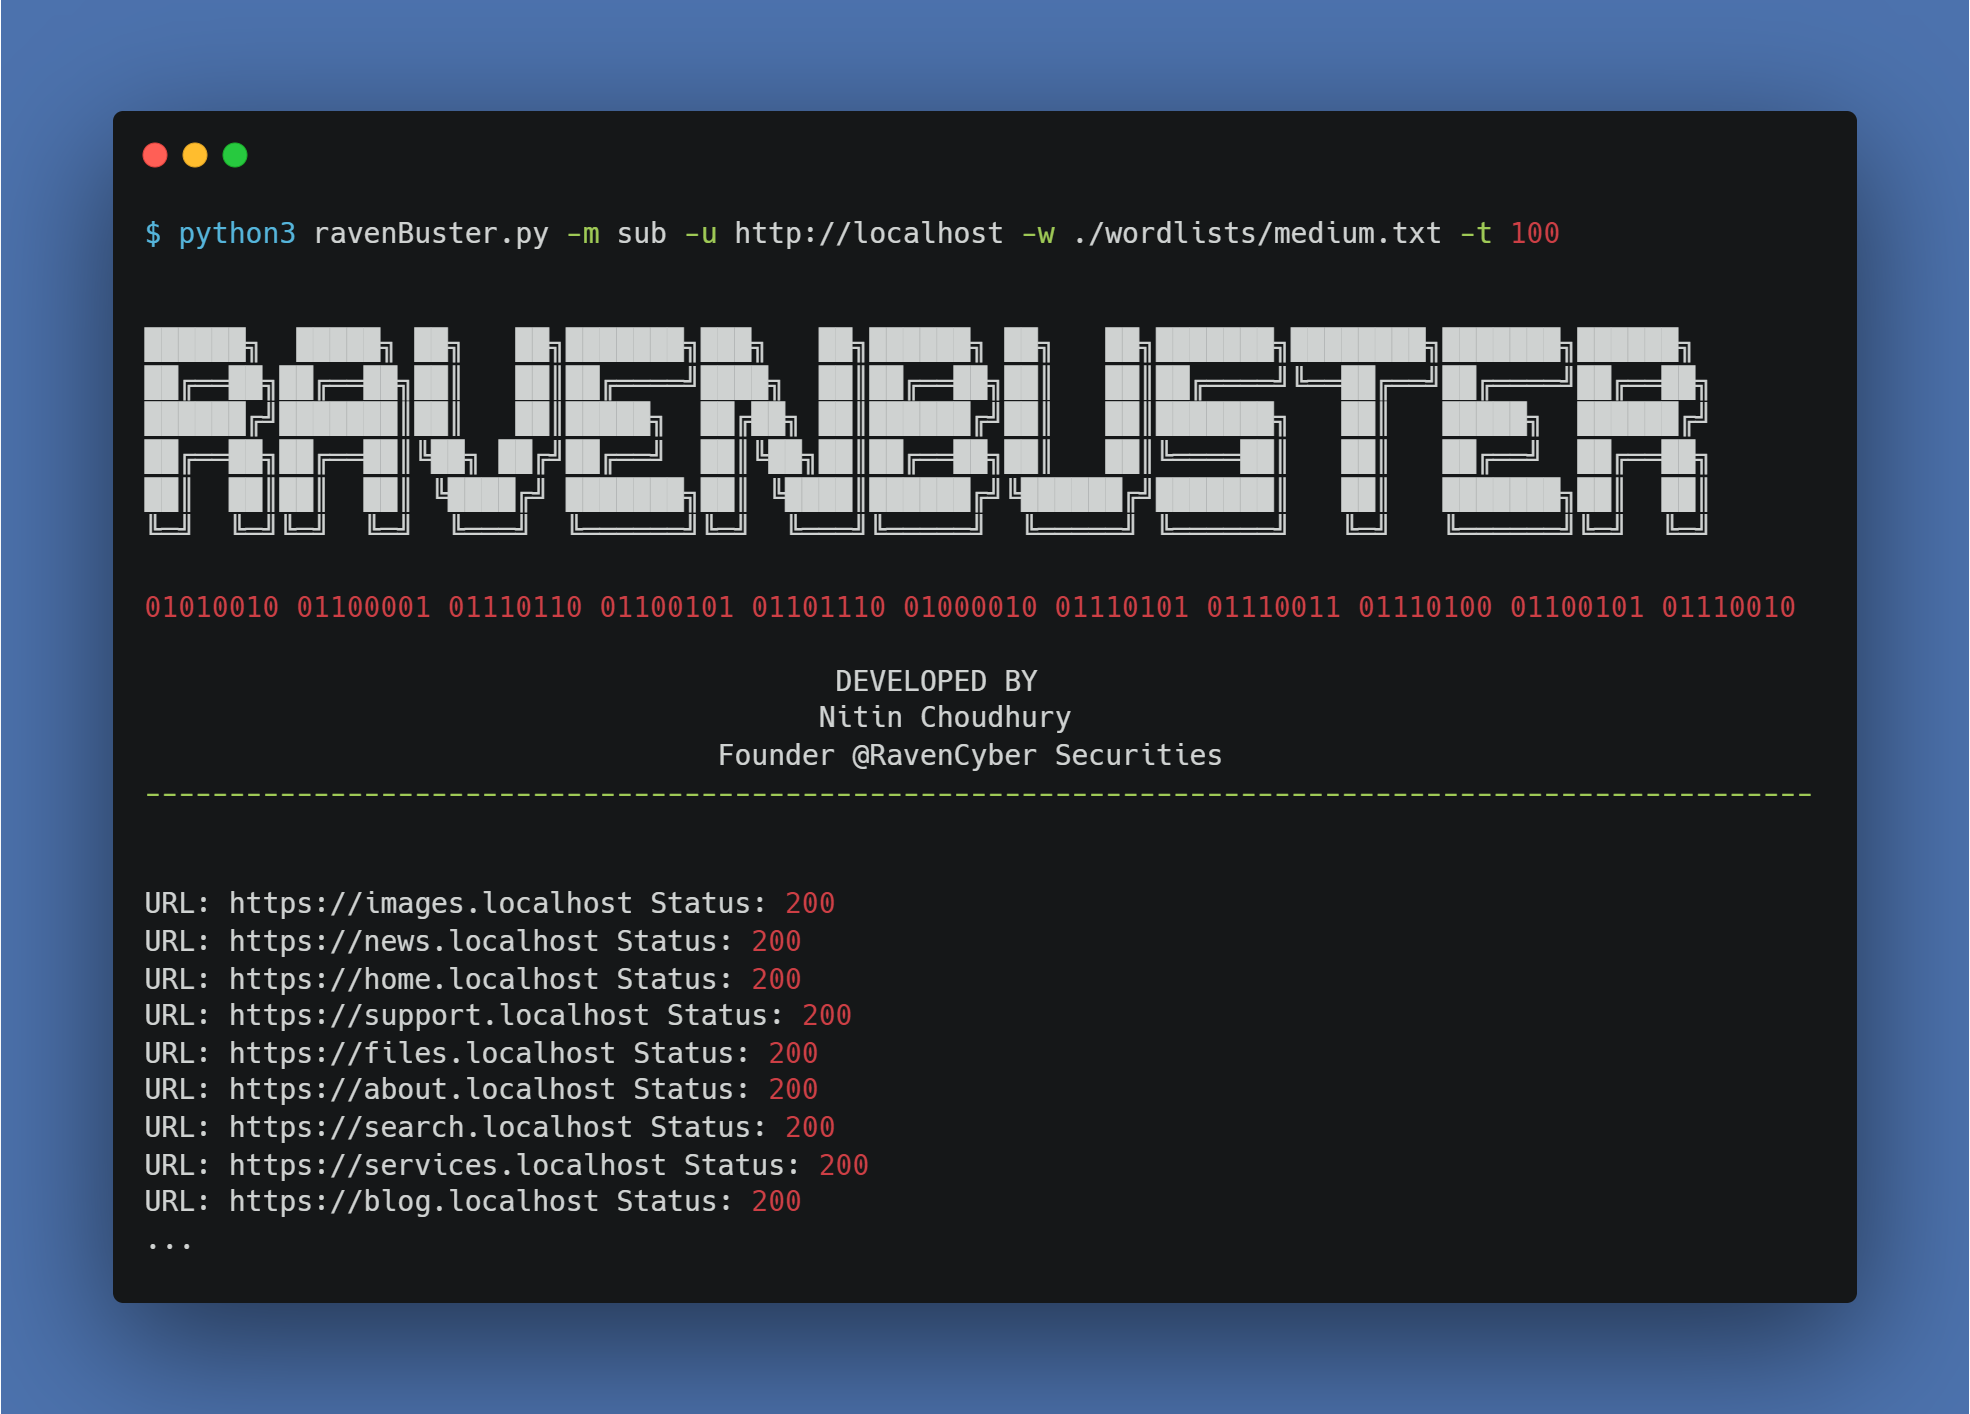 $ python3 ravenBuster.py -m sub -u http://localhost -w ./wordlists/medium.txt -t 100
RAVENBUSTER
01010010 01100001 01110110 01100101 01101110 01000010 01110101 01110011 01110100 01100101 01110010
DEVELOPED BY
Nitin Choudhury
Founder @RavenCyber Securities
---------------------------------------------------------------------------------------------------
URL: https://images.localhost Status: 200
URL: https://news.localhost Status: 200
URL: https://home.localhost Status: 200
URL: https://support.localhost Status: 200
URL: https://files.localhost Status: 200
URL: https://about.localhost Status: 200
URL: https://search.localhost Status: 200
URL: https://services.localhost Status: 200
URL: https://blog.localhost Status: 200
...